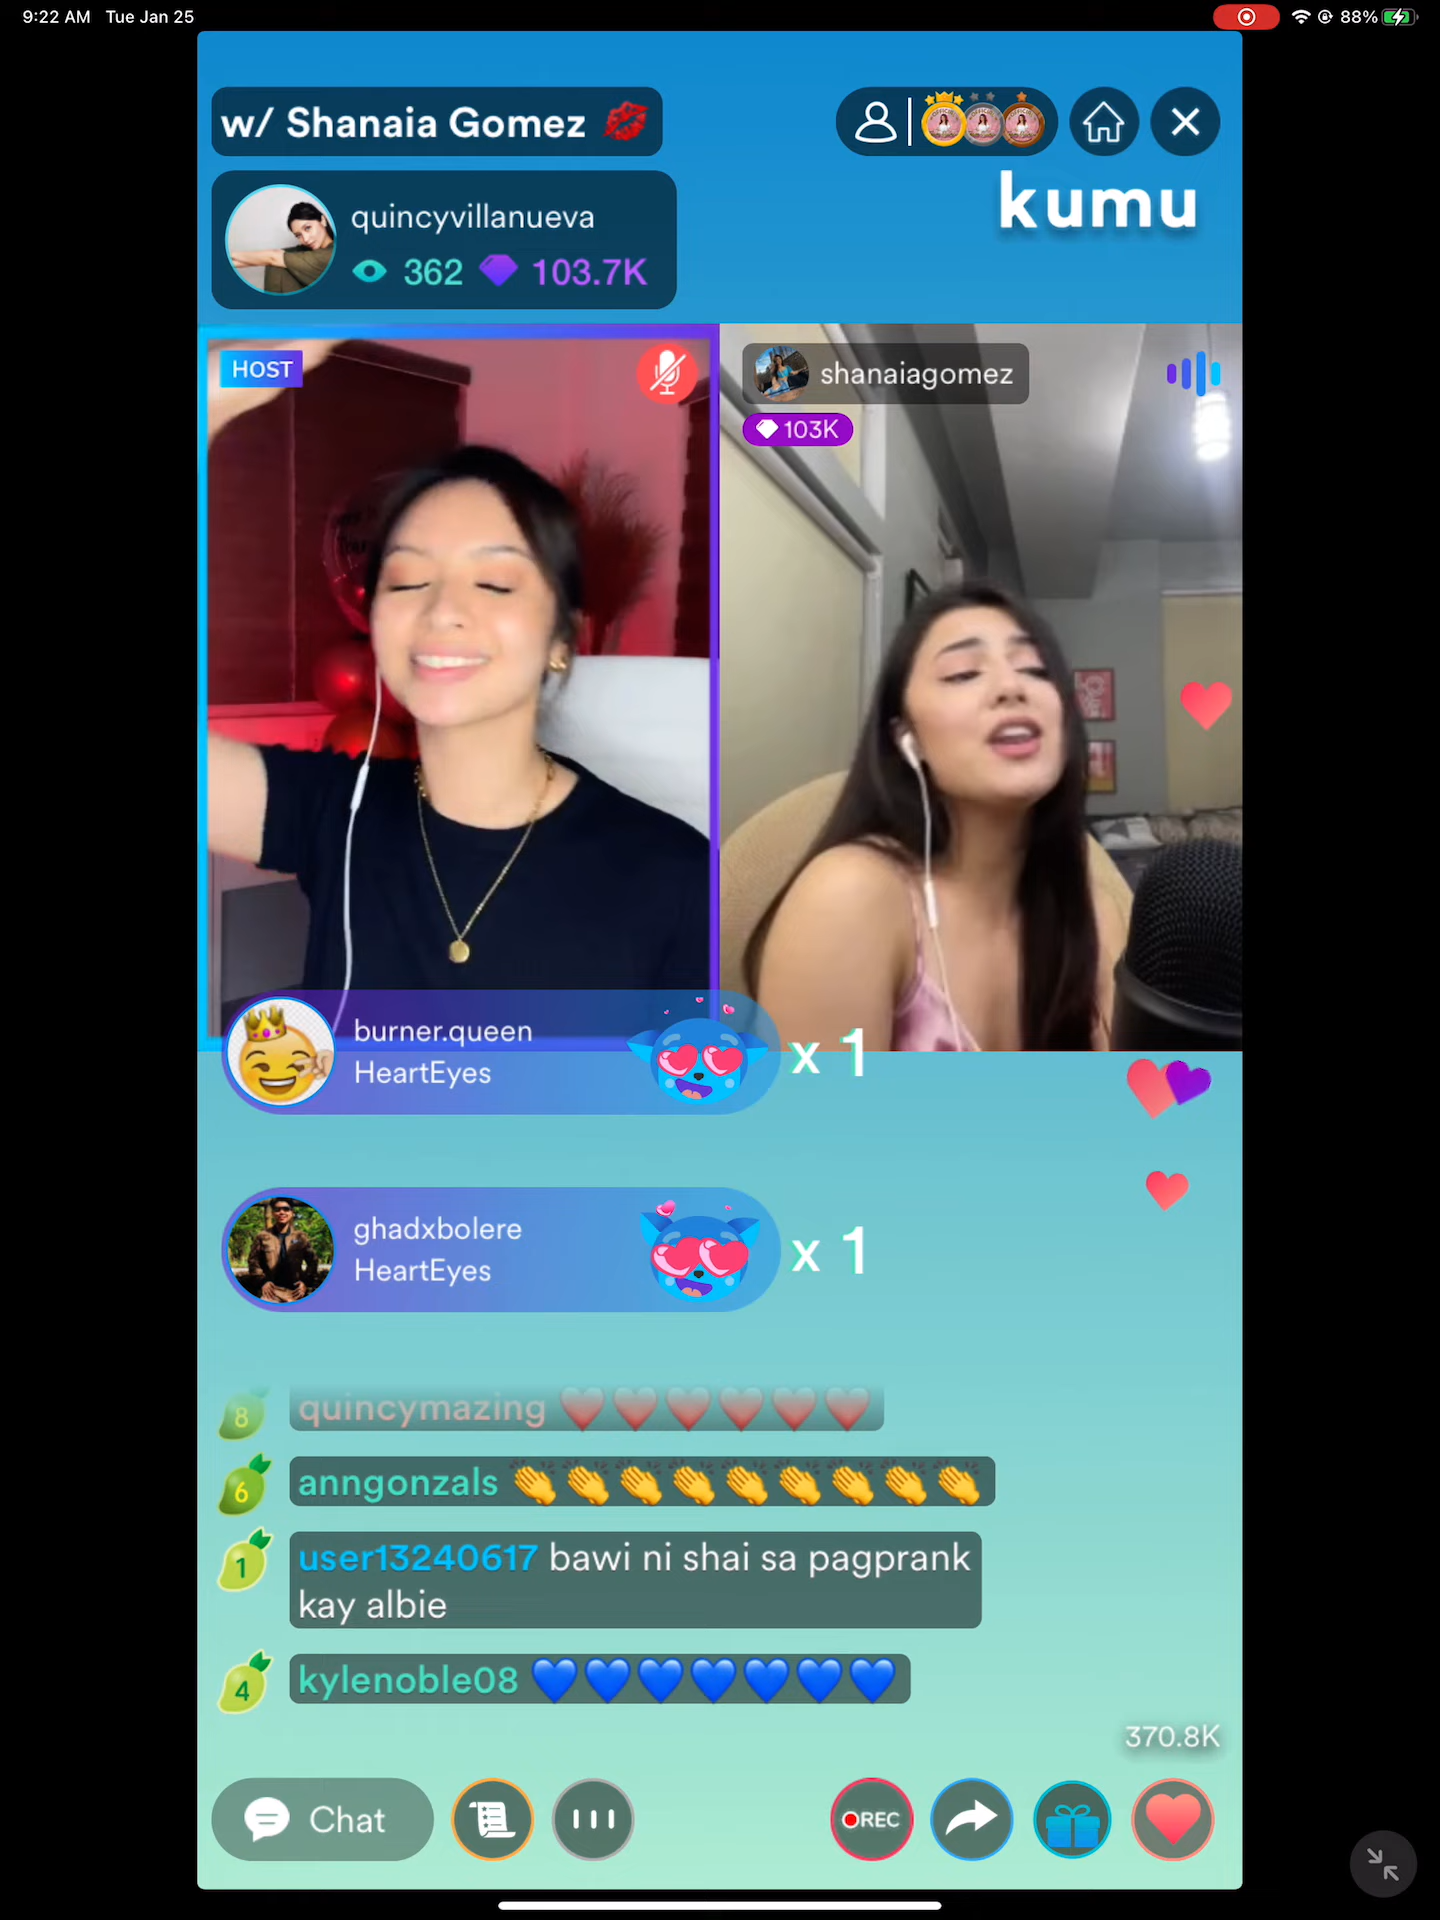 9:22 AM Tue Jan 25
88%
w/ Shanaia Gomez 💋
kumu
quincyvillanueva
362 103.7K
HOST
shanaiagomez
103K
burner.queen
HeartEyes
x 1
ghadxbolere
HeartEyes
x 1
8 quincymazing ❤️❤️❤️❤️❤️❤️
6 anngonzals 👏👏👏👏👏👏👏👏👏
1 user13240617 bawi ni shai sa pagprank
kay albie
4 kylenoble08 💙💙💙💙💙💙💙
370.8K
Chat
REC